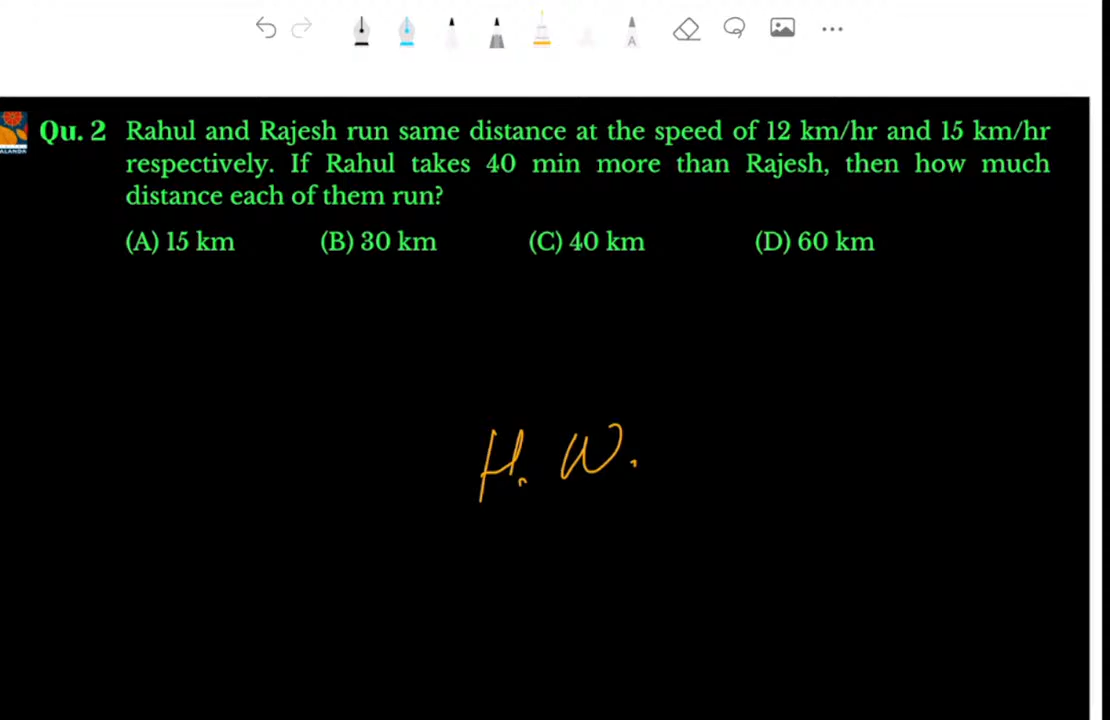 Qu. 2 Rahul and Rajesh run same distance at the speed of 12 km/hr and 15 km/hr
respectively. If Rahul takes 40 min more than Rajesh, then how much
distance each of them run?
(A) 15 km (B) 30 km (C) 40 km (D) 60 km
H. W.